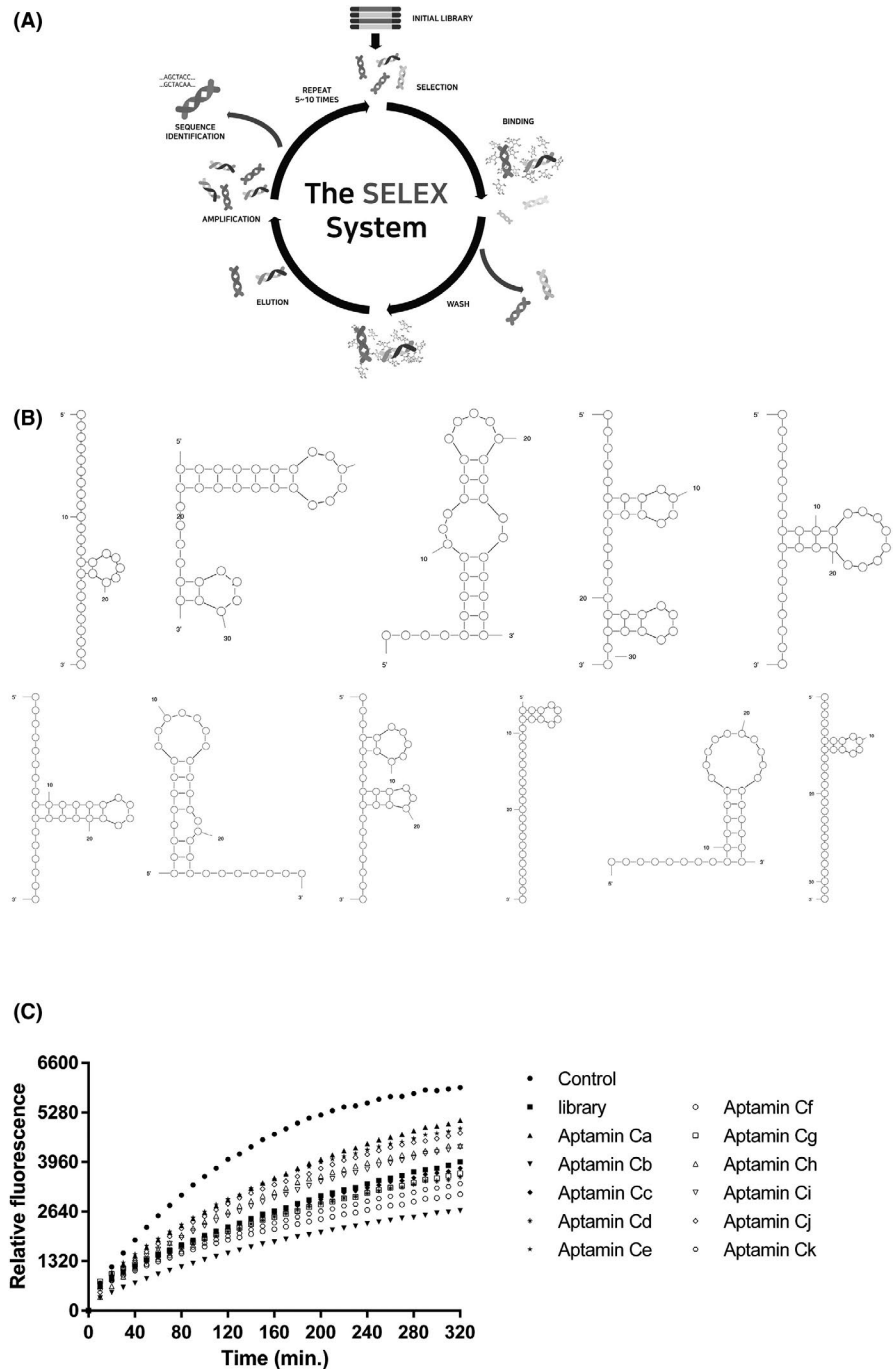 (A)
INITIAL LIBRARY
...AGCTACC...
...GCTACAA...
REPEAT
5~10 TIMES
SELECTION
SEQUENCE
IDENTIFICATION
BINDING
The SELEX
System
AMPLIFICATION
ELUTION
WASH
(B)
5'
10
20
3'
5'
20
3'
30
20
10
5'
3'
5'
10
20
30
3'
5'
10
20
3'
5'
10
20
3'
10
20
5'
3'
5'
10
20
3'
5'
10
20
3'
20
10
5'
3'
5'
10
20
30
3'
(C)
Relative fluorescence
6600
5280
3960
2640
1320
0
0 40 80 120 160 200 240 280 320
Time (min.)
Control
library
Aptamin Ca
Aptamin Cb
Aptamin Cc
Aptamin Cd
Aptamin Ce
Aptamin Cf
Aptamin Cg
Aptamin Ch
Aptamin Ci
Aptamin Cj
Aptamin Ck